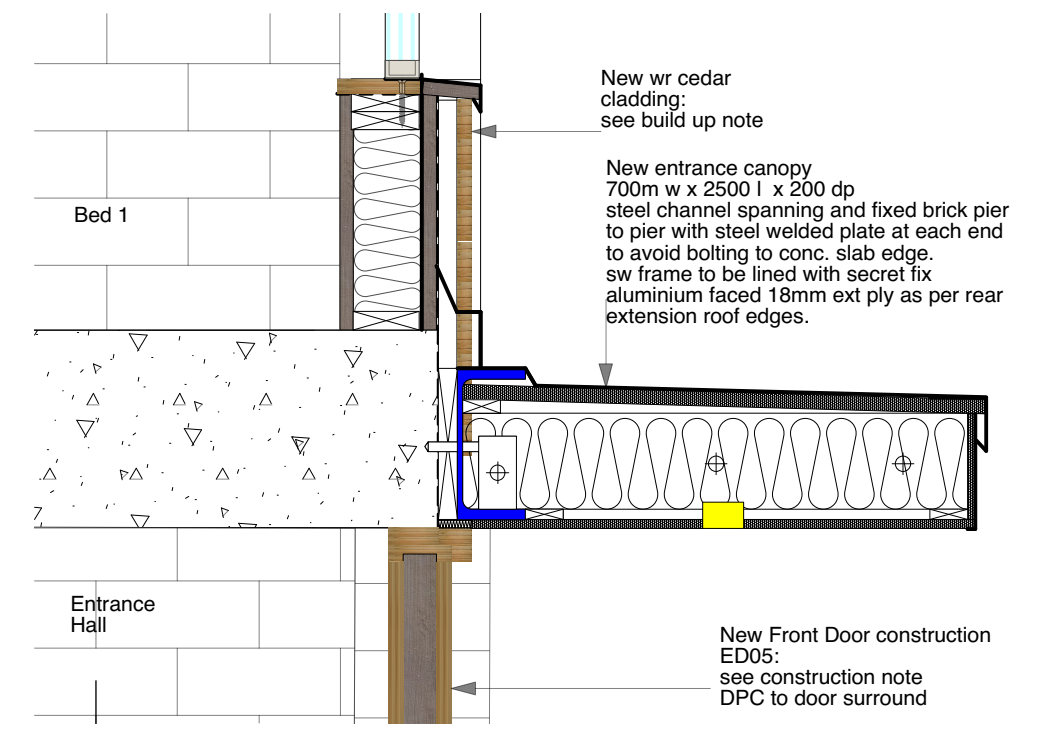 New wr cedar
cladding:
see build up note
New entrance canopy
700m w x 2500 l  x 200 dp
steel channel spanning and fixed brick pier
to pier with steel welded plate at each end
to avoid bolting to conc. slab edge.
sw frame to be lined with secret fix
aluminium faced 18mm ext ply as per rear
extension roof edges.
Bed 1
Entrance
Hall
New Front Door construction
ED05:
see construction note
DPC to door surround